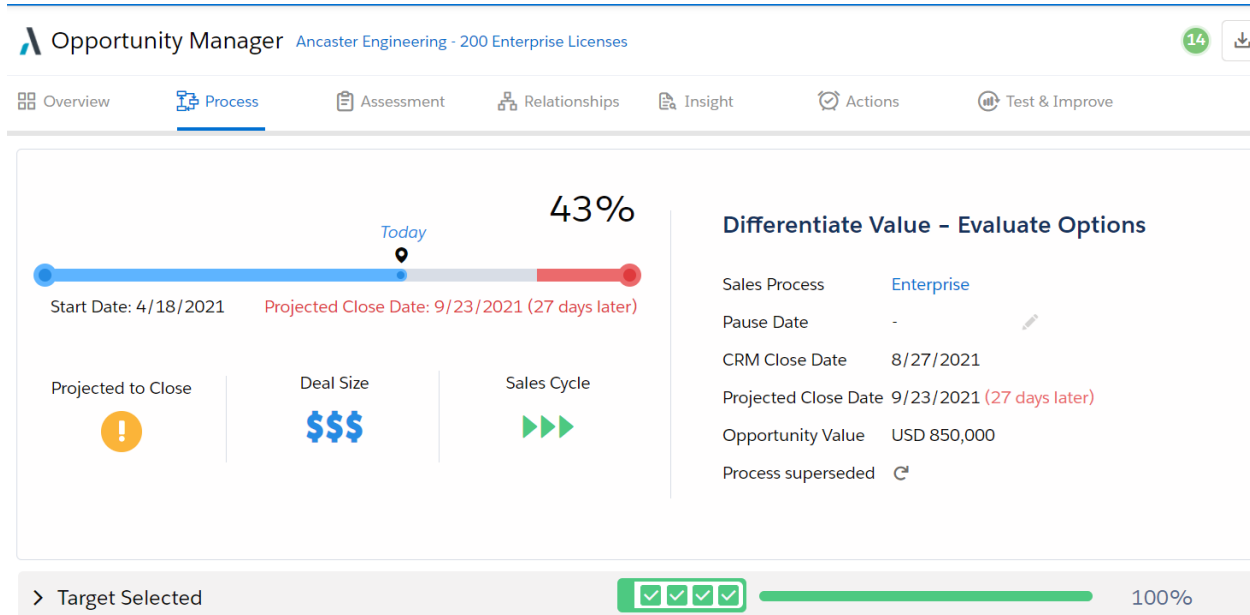 Opportunity Manager Ancaster Engineering - 200 Enterprise Licenses 14
Overview Process Assessment Relationships Insight Actions Test & Improve
43%
Today
Start Date: 4/18/2021 Projected Close Date: 9/23/2021 (27 days later)
Projected to Close Deal Size Sales Cycle
!
$$$
Differentiate Value – Evaluate Options
Sales Process Enterprise
Pause Date -
CRM Close Date 8/27/2021
Projected Close Date 9/23/2021 (27 days later)
Opportunity Value USD 850,000
Process superseded
Target Selected 100%